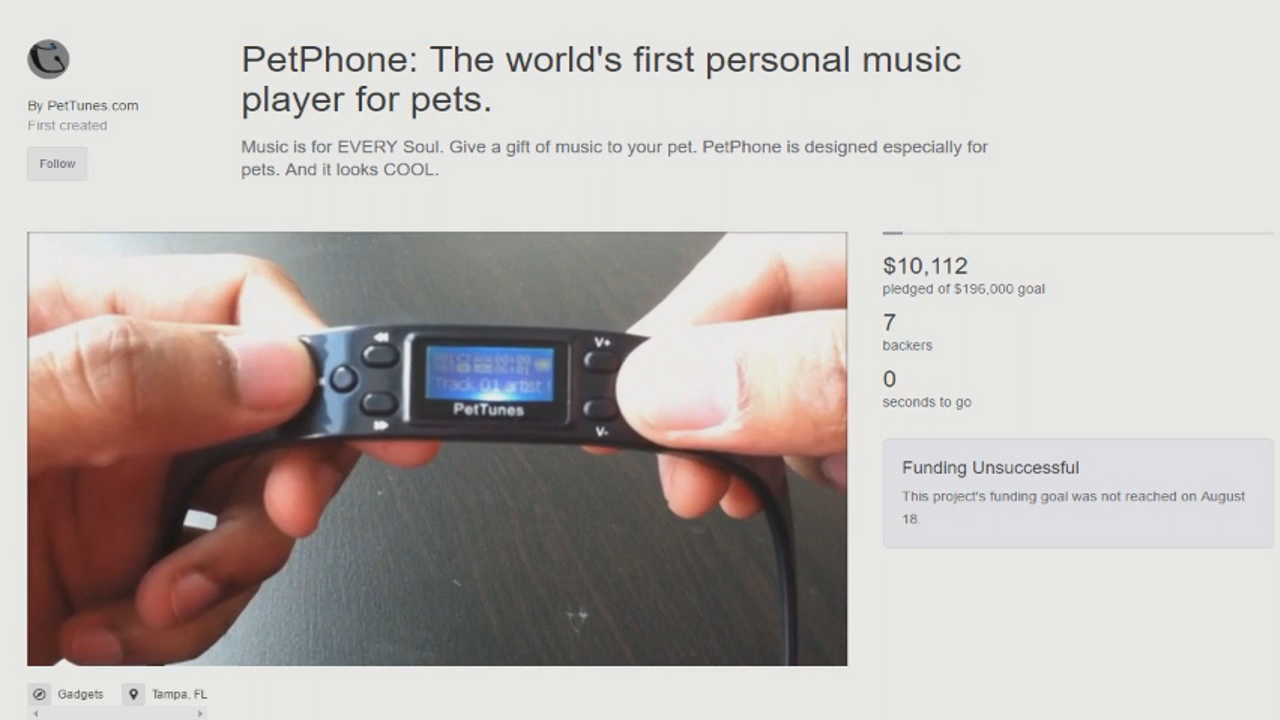 PetPhone: The world's first personal music
player for pets.
By PetTunes.com
First created
Follow
Music is for EVERY Soul. Give a gift of music to your pet. PetPhone is designed especially for
pets. And it looks COOL.
V+
Track 01 artist
PetTunes
V-
$10,112
pledged of $196,000 goal
7
backers
0
seconds to go
Funding Unsuccessful
This project's funding goal was not reached on August
18.
Gadgets
Tampa, FL